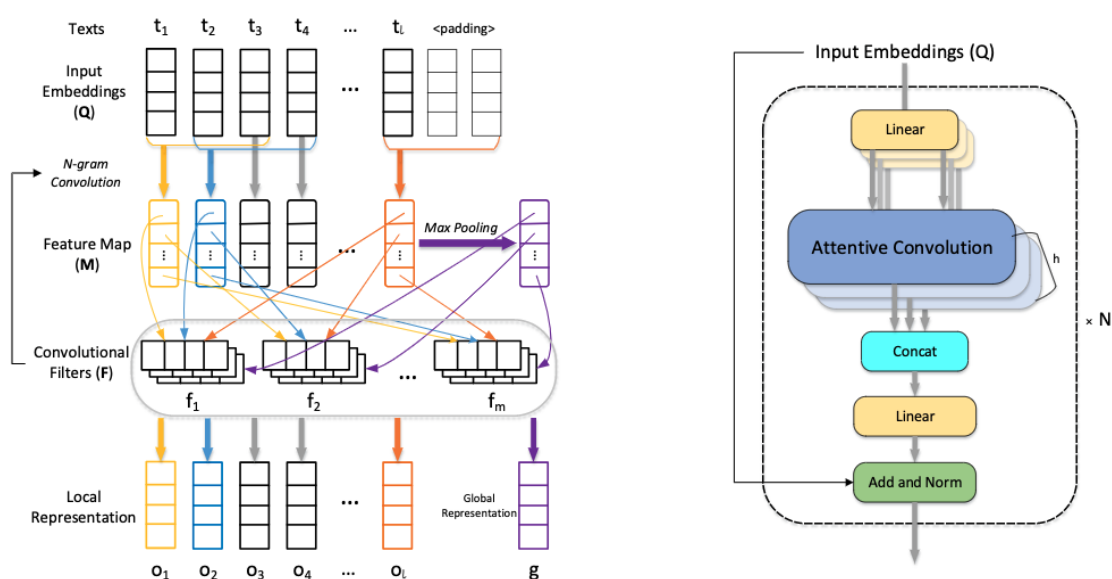 Texts t1 t2 t3 t4 ... tl <padding>
Input
Embeddings
(Q)
...
N-gram
Convolution
Feature Map
(M)
...
Max Pooling
Convolutional
Filters (F)
...
f1 f2 fm
Local
Representation
...
Global
Representation
o1 o2 o3 o4 ... ol g
Input Embeddings (Q)
Linear
Attentive Convolution
h
Concat
× N
Linear
Add and Norm